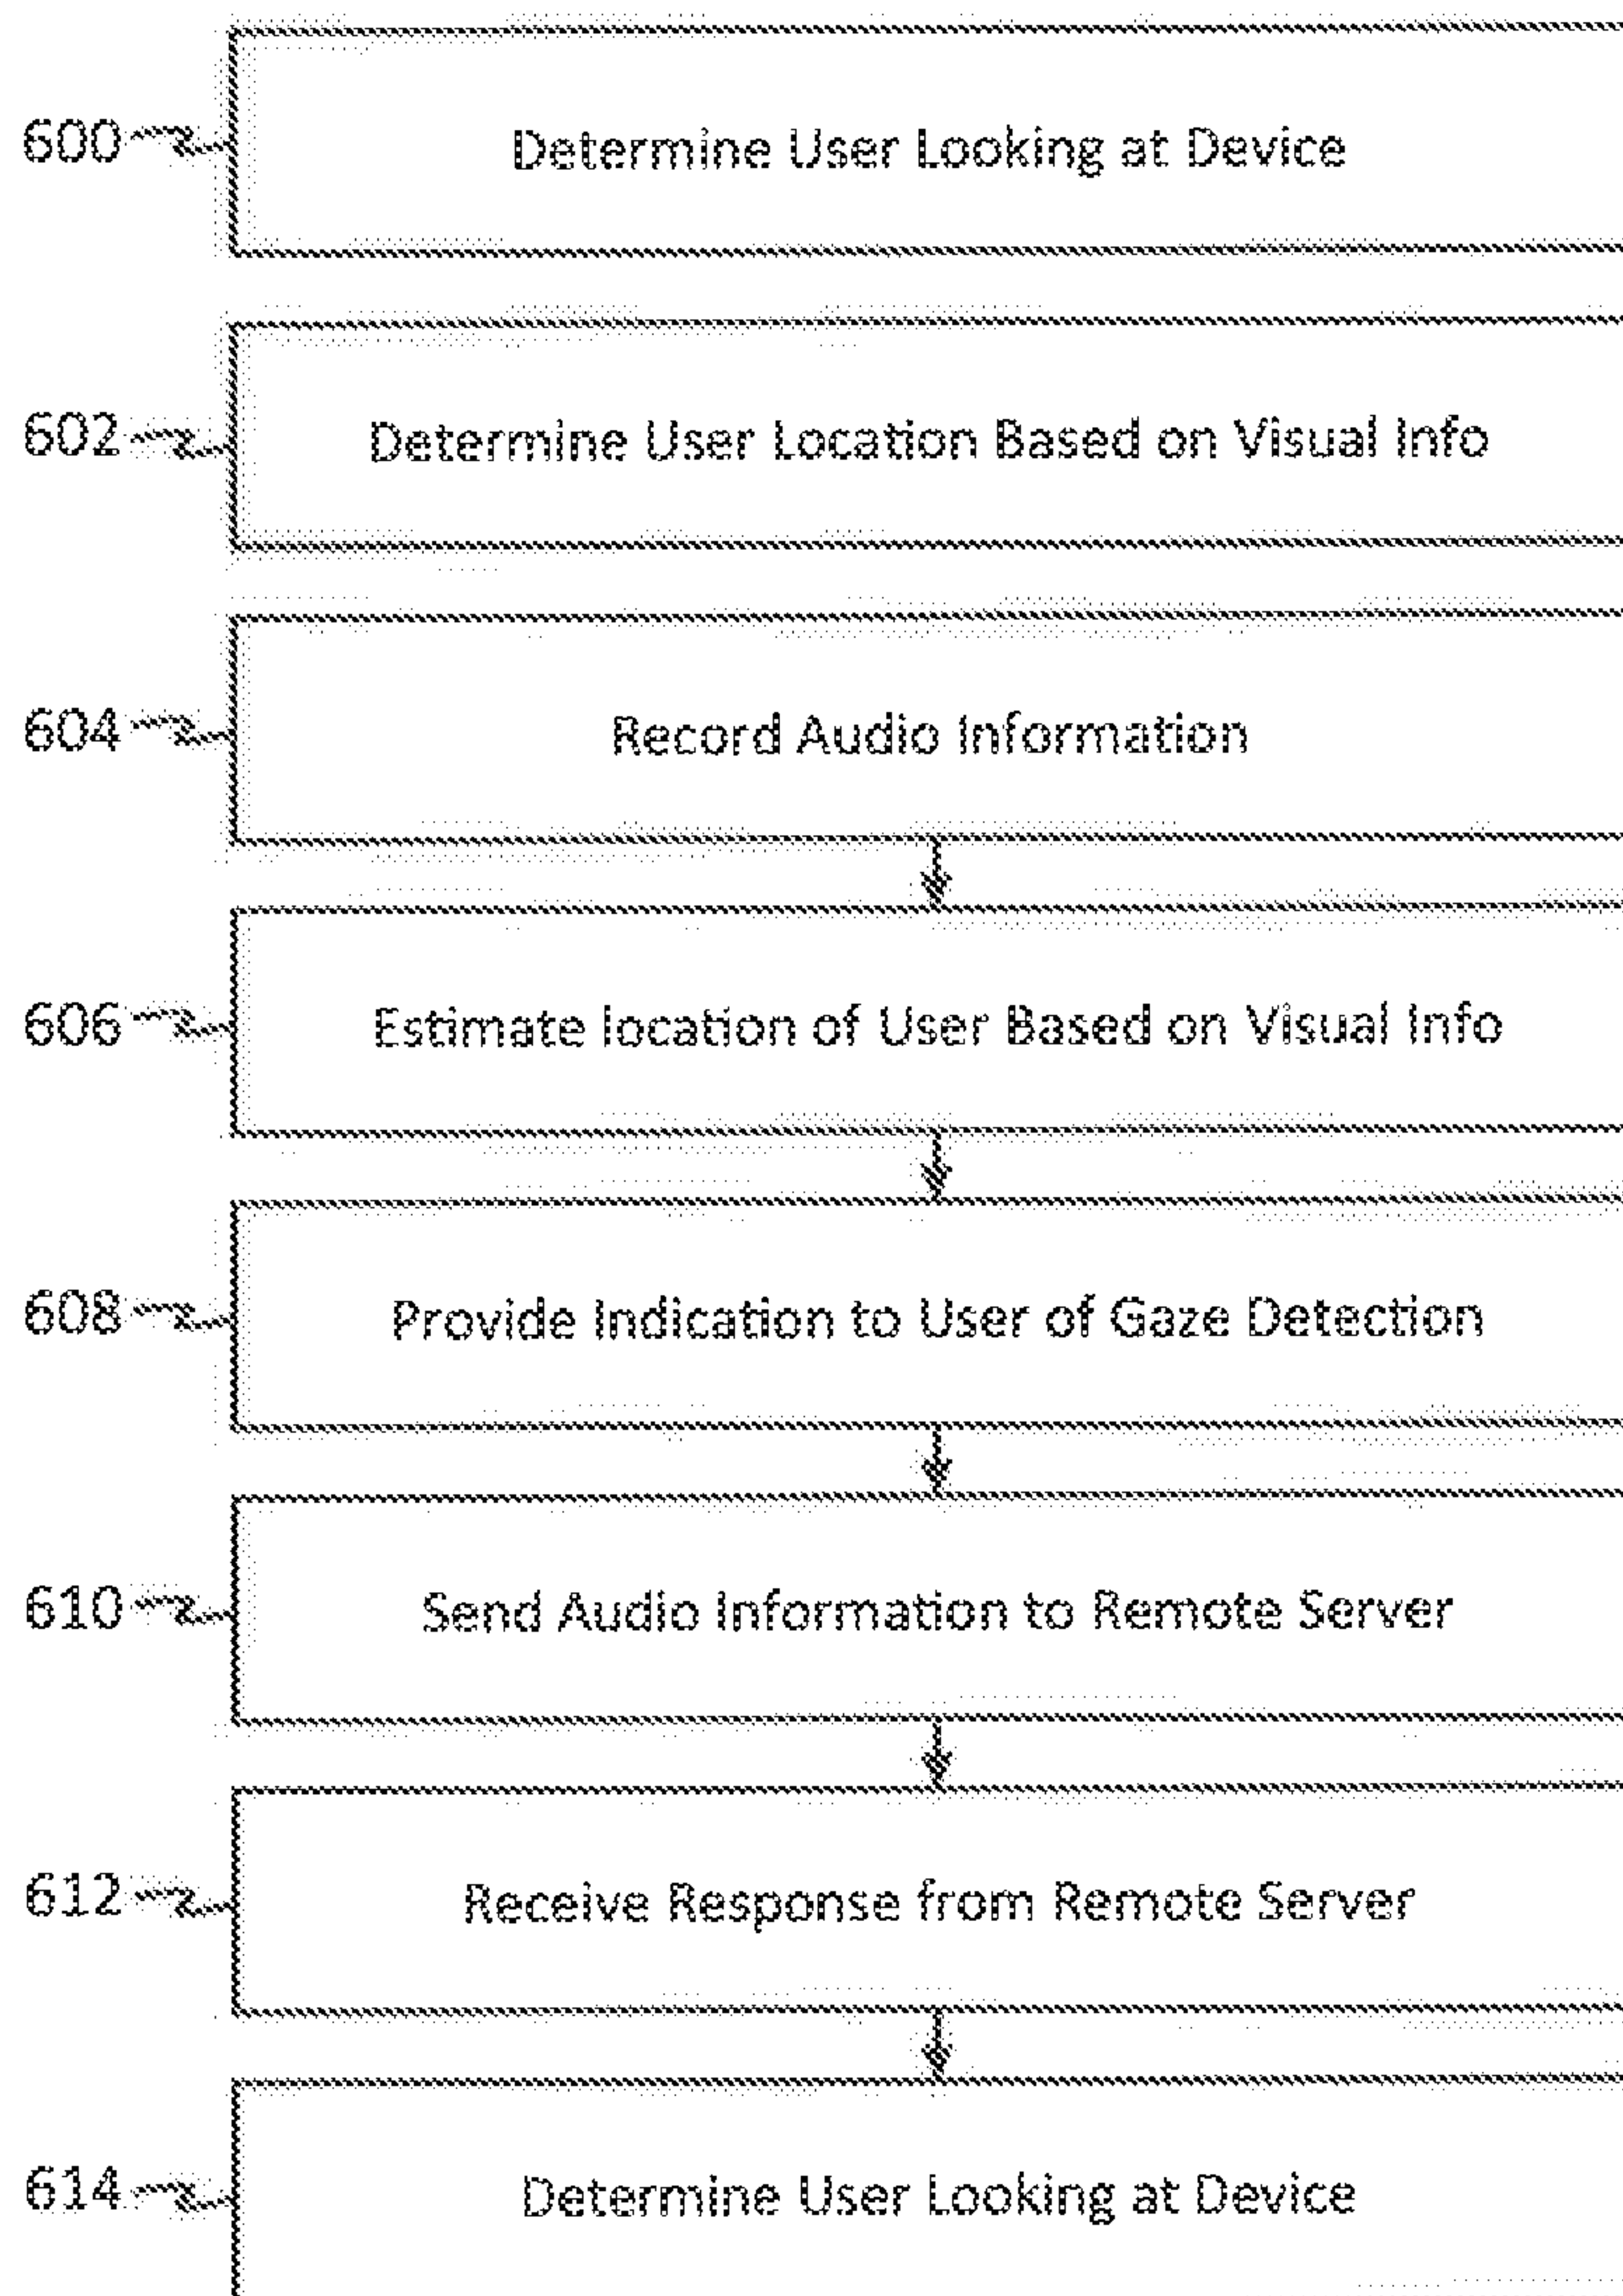 600 Determine User Looking at Device
602 Determine User Location Based on Visual Info
604 Record Audio Information
606 Estimate location of User Based on Visual Info
608 Provide Indication to User of Gaze Detection
610 Send Audio Information to Remote Server
612 Receive Response from Remote Server
614 Determine User Looking at Device